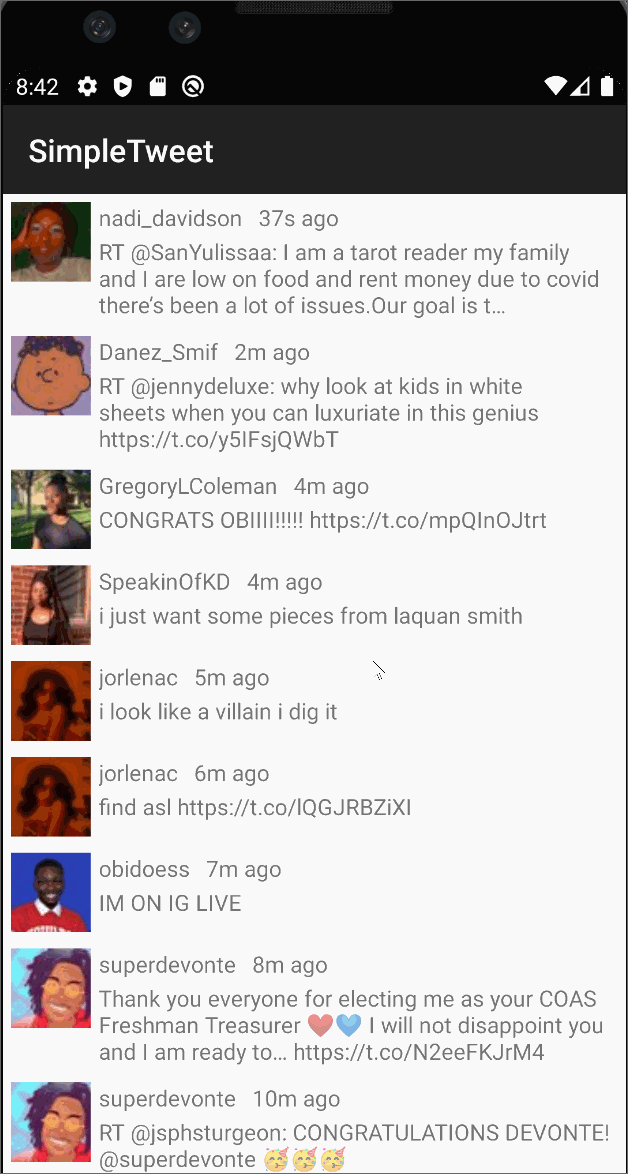 8:42
SimpleTweet
nadi_davidson 37s ago
RT @SanYulissaa: I am a tarot reader my family
and I are low on food and rent money due to covid
there’s been a lot of issues.Our goal is t…
Danez_Smif 2m ago
RT @jennydeluxe: why look at kids in white
sheets when you can luxuriate in this genius
https://t.co/y5IFsjQWbT
GregoryLColeman 4m ago
CONGRATS OBIIII!!!!! https://t.co/mpQInOJtrt
SpeakinOfKD 4m ago
i just want some pieces from laquan smith
jorlenac 5m ago
i look like a villain i dig it
jorlenac 6m ago
find asl https://t.co/lQGJRBZiXI
obidoess 7m ago
IM ON IG LIVE
superdevonte 8m ago
Thank you everyone for electing me as your COAS
Freshman Treasurer ❤️💙 I will not disappoint you
and I am ready to… https://t.co/N2eeFKJrM4
superdevonte 10m ago
RT @jsphsturgeon: CONGRATULATIONS DEVONTE!
@superdevonte 🥳🥳🥳